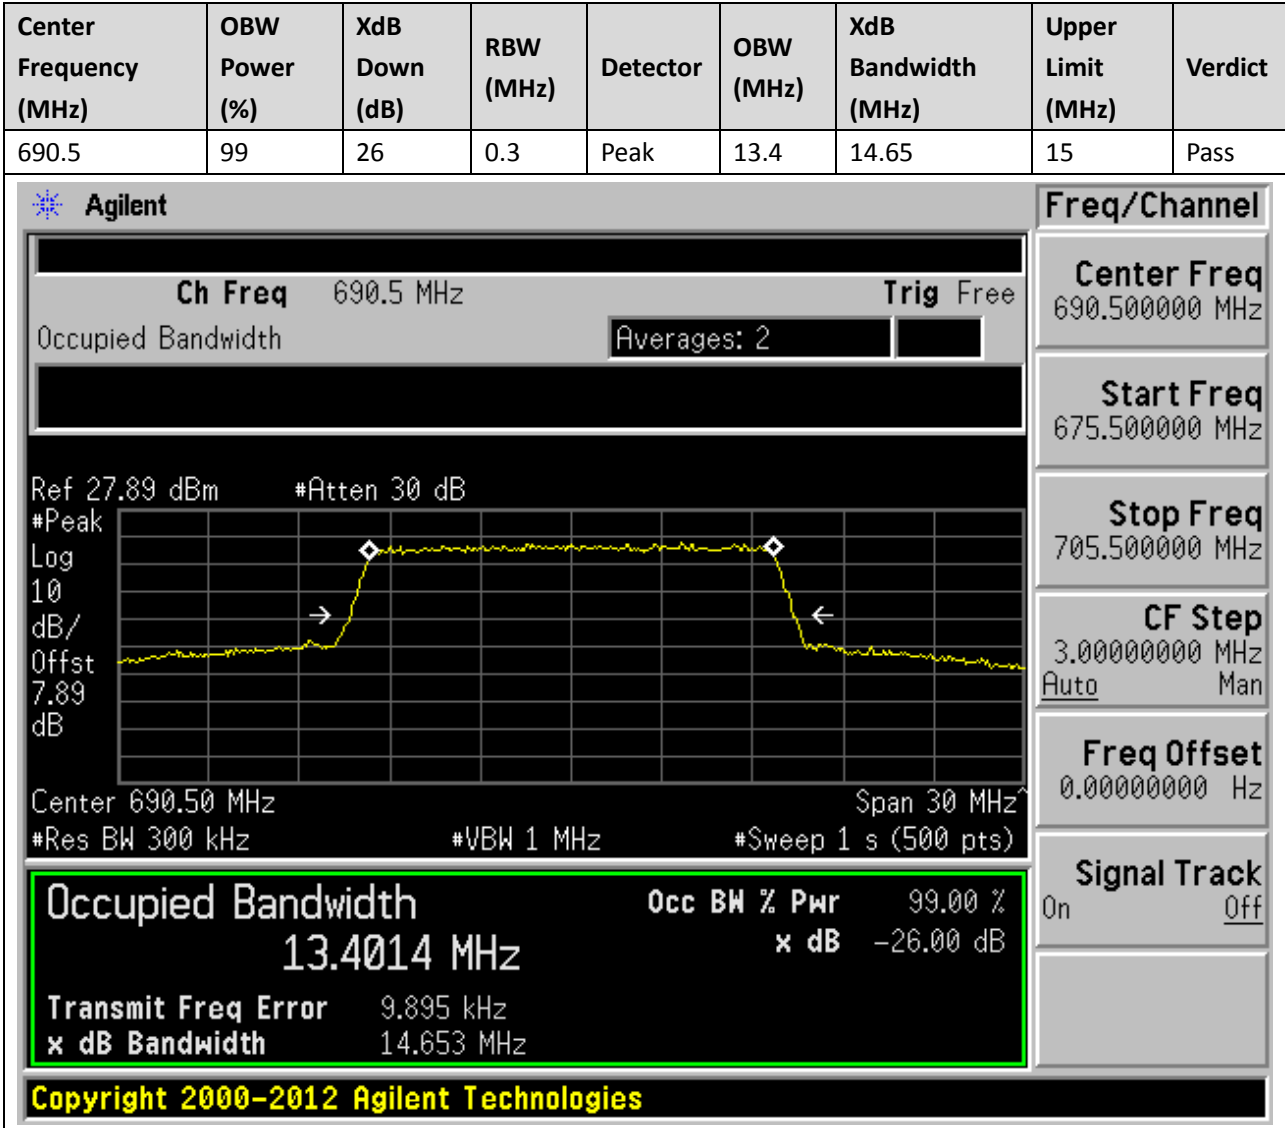 Center Frequency (MHz) OBW Power (%) XdB Down (dB) RBW (MHz) Detector OBW (MHz) XdB Bandwidth (MHz) Upper Limit (MHz) Verdict
690.5 99 26 0.3 Peak 13.4 14.65 15 Pass
Agilent
Freq/Channel
Ch Freq 690.5 MHz Trig Free
Occupied Bandwidth Averages: 2
Center Freq
690.500000 MHz
Start Freq
675.500000 MHz
Stop Freq
705.500000 MHz
CF Step
3.00000000 MHz
Auto Man
Freq Offset
0.00000000 Hz
Signal Track
On Off
Ref 27.89 dBm #Atten 30 dB
#Peak
Log
10
dB/
Offst
7.89
dB
Center 690.50 MHz Span 30 MHz^
#Res BW 300 kHz #VBW 1 MHz #Sweep 1 s (500 pts)
Occupied Bandwidth Occ BW % Pwr 99.00 %
13.4014 MHz x dB -26.00 dB
Transmit Freq Error 9.895 kHz
x dB Bandwidth 14.653 MHz
Copyright 2000-2012 Agilent Technologies